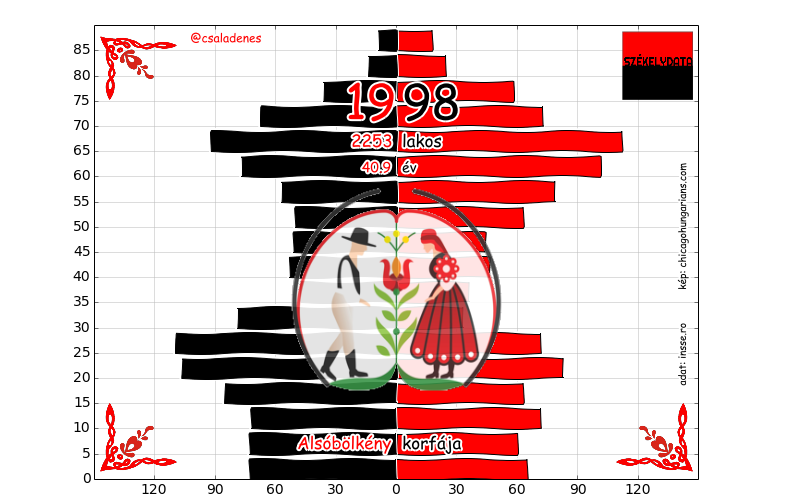 @csaladenes
SZÉKELYDATA
1998
2253 lakos
40.9 év
kép: chicagohungarians.com
adat: insse.ro
Alsóbölkény korfája
85
80
75
70
65
60
55
50
45
40
35
30
25
20
15
10
5
0
120 90 60 30 0 30 60 90 120